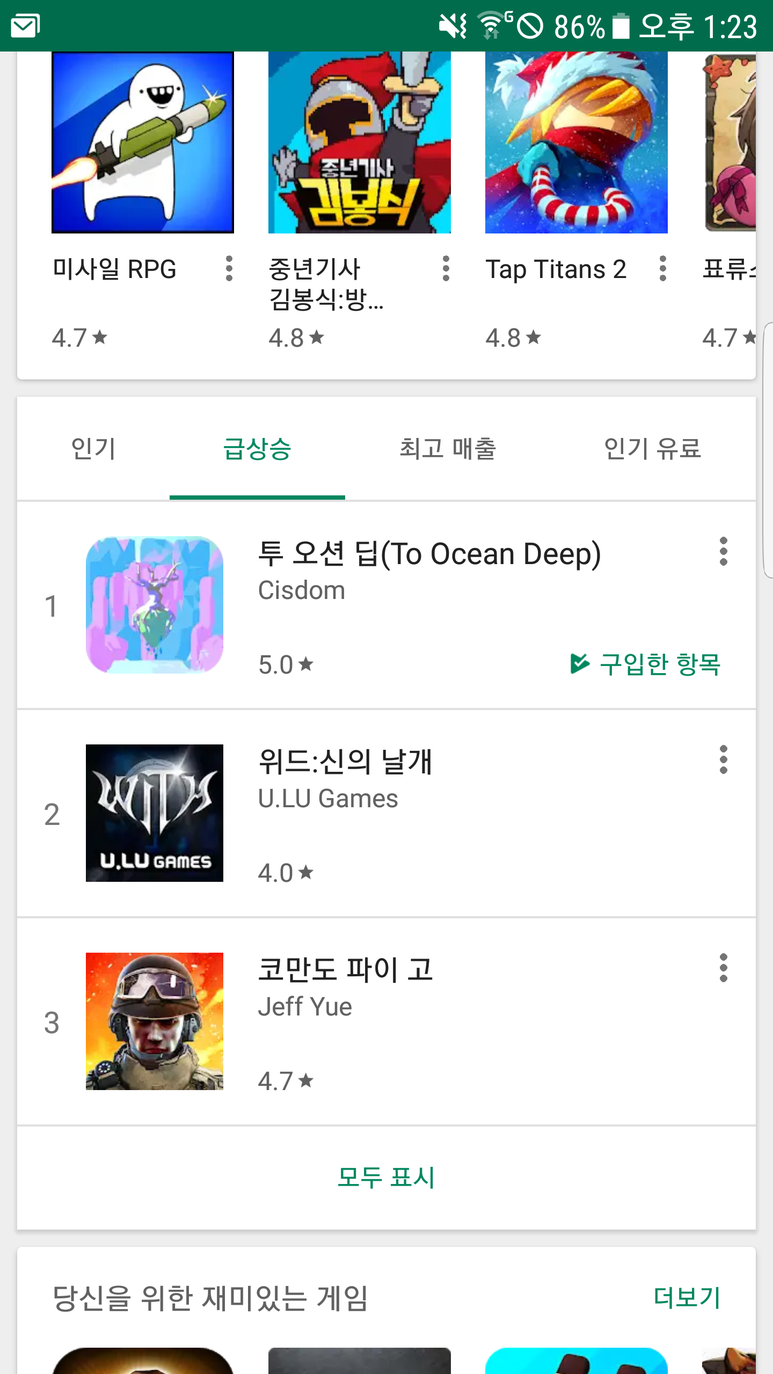 G 86% 오후 1:23
중년기사
김봉식
미사일 RPG
4.7★
중년기사
김봉식:방...
4.8★
Tap Titans 2
4.8★
4.7★
인기 급상승 최고 매출 인기 유료
1
투 오션 딥(To Ocean Deep)
Cisdom
5.0★
구입한 항목
2
WITH
U.LU GAMES
위드:신의 날개
U.LU Games
4.0★
3
코만도 파이 고
Jeff Yue
4.7★
모두 표시
당신을 위한 재미있는 게임 더보기